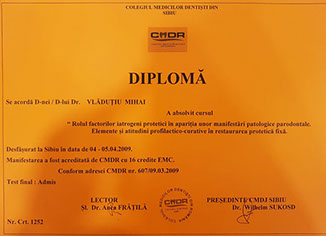 COLEGIUL MEDICILOR DENTIȘTI DIN
SIBIU
CMDR
DIPLOMĂ
Se acordă D-nei / D-lui Dr. VLĂDUȚIU MIHAI
A absolvit cursul
“ Rolul factorilor iatrogeni protetici în apariția unor manifestări patologice parodontale.
Elemente și atitudini profilactico-curative în restaurarea protetică fixă.
Desfășurat la Sibiu în data de 04 - 05.04.2009.
Manifestarea a fost acreditată de CMDR cu 16 credite EMC.
Conform adresei CMDR nr. 607/09.03.2009
Test final : Admis
LECTOR
Șl. Dr. Anca FRĂȚILĂ
PREȘEDINTE CMDJ SIBIU
Dr. Wilhelm SUKOSD
CMDR
Nr. Crt. 1252